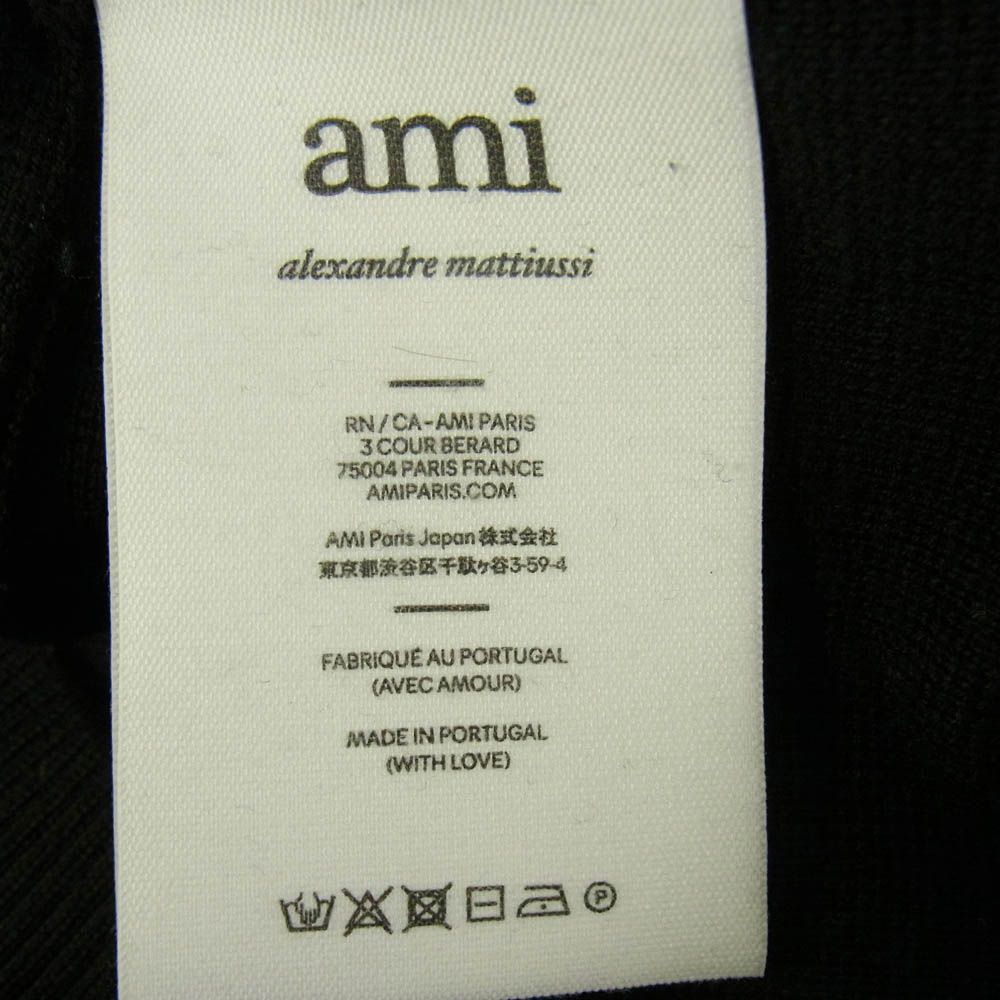 ami
alexandre mattiussi
RN / CA-AMI PARIS
3 COUR BERARD
75004 PARIS FRANCE
AMIPARIS.COM
AMI Paris Japan 株式会社
東京都渋谷区千駄ヶ谷3-59-4
FABRIQUÉ AU PORTUGAL
(AVEC AMOUR)
MADE IN PORTUGAL
(WITH LOVE)
P